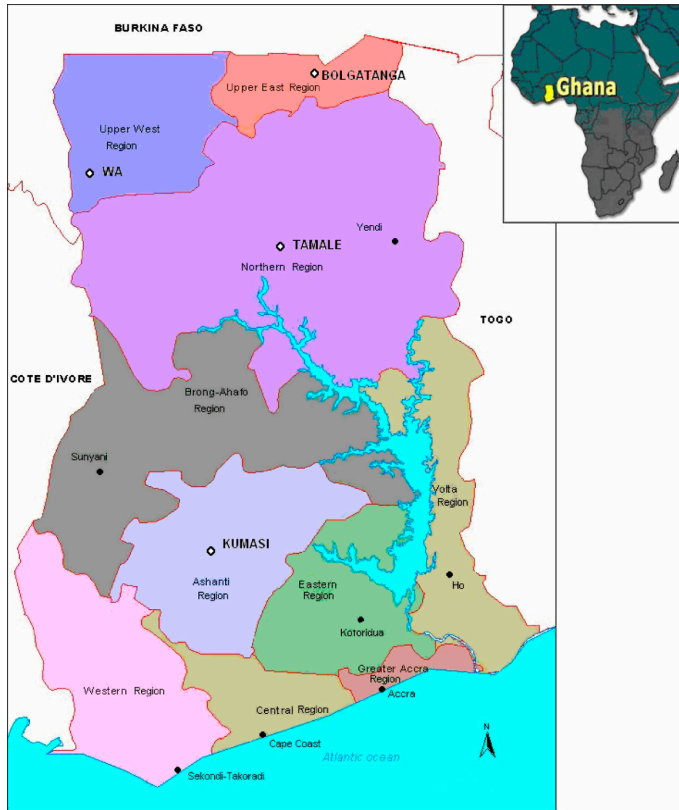 BURKINA FASO
Ghana
BOLGATANGA
Upper East Region
Upper West
Region
WA
Yendi
TAMALE
Northern Region
TOGO
COTE D'IVORE
Brong-Ahafo
Region
Sunyani
Volta
Region
KUMASI
Ashanti
Region
Eastern
Region
Ho
Kororidua
Greater Accra
Region
Western Region
Accra
Central Region
Cape Coast
N
Atlantic ocean
Sekondi-Takoradi